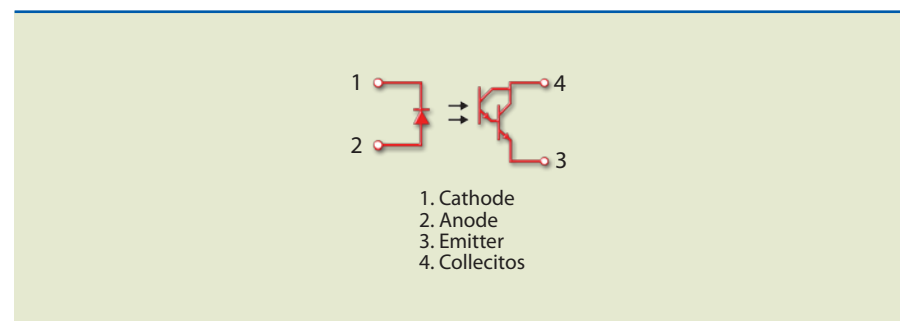 1
4
2
3
1. Cathode
2. Anode
3. Emitter
4. Collecitos